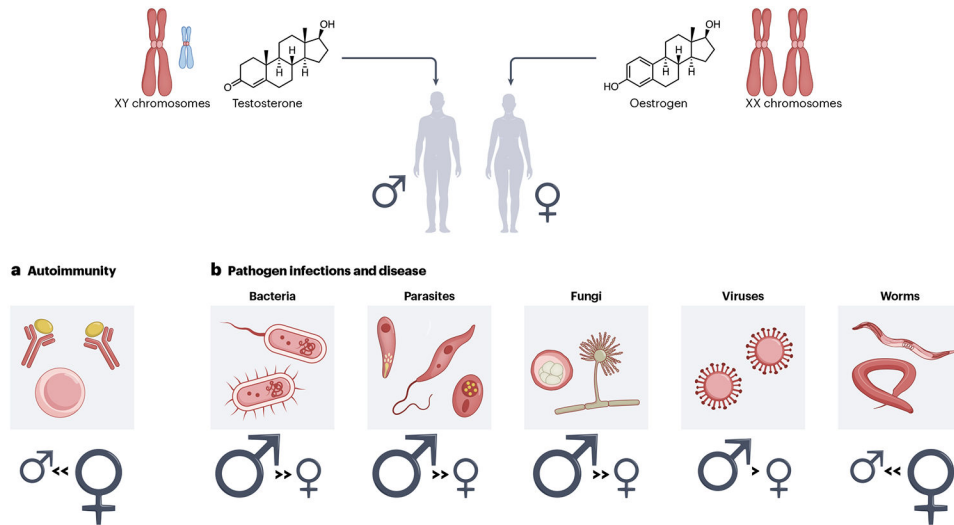 OH
O
H
H
H
XY chromosomes
Testosterone
OH
HO
H
H
H
Oestrogen
XX chromosomes
♂
♀
a Autoimmunity
b Pathogen infections and disease
Bacteria
Parasites
Fungi
Viruses
Worms
♂ << ♀
♂ >> ♀
♂ >> ♀
♂ >> ♀
♂ > ♀
♂ << ♀